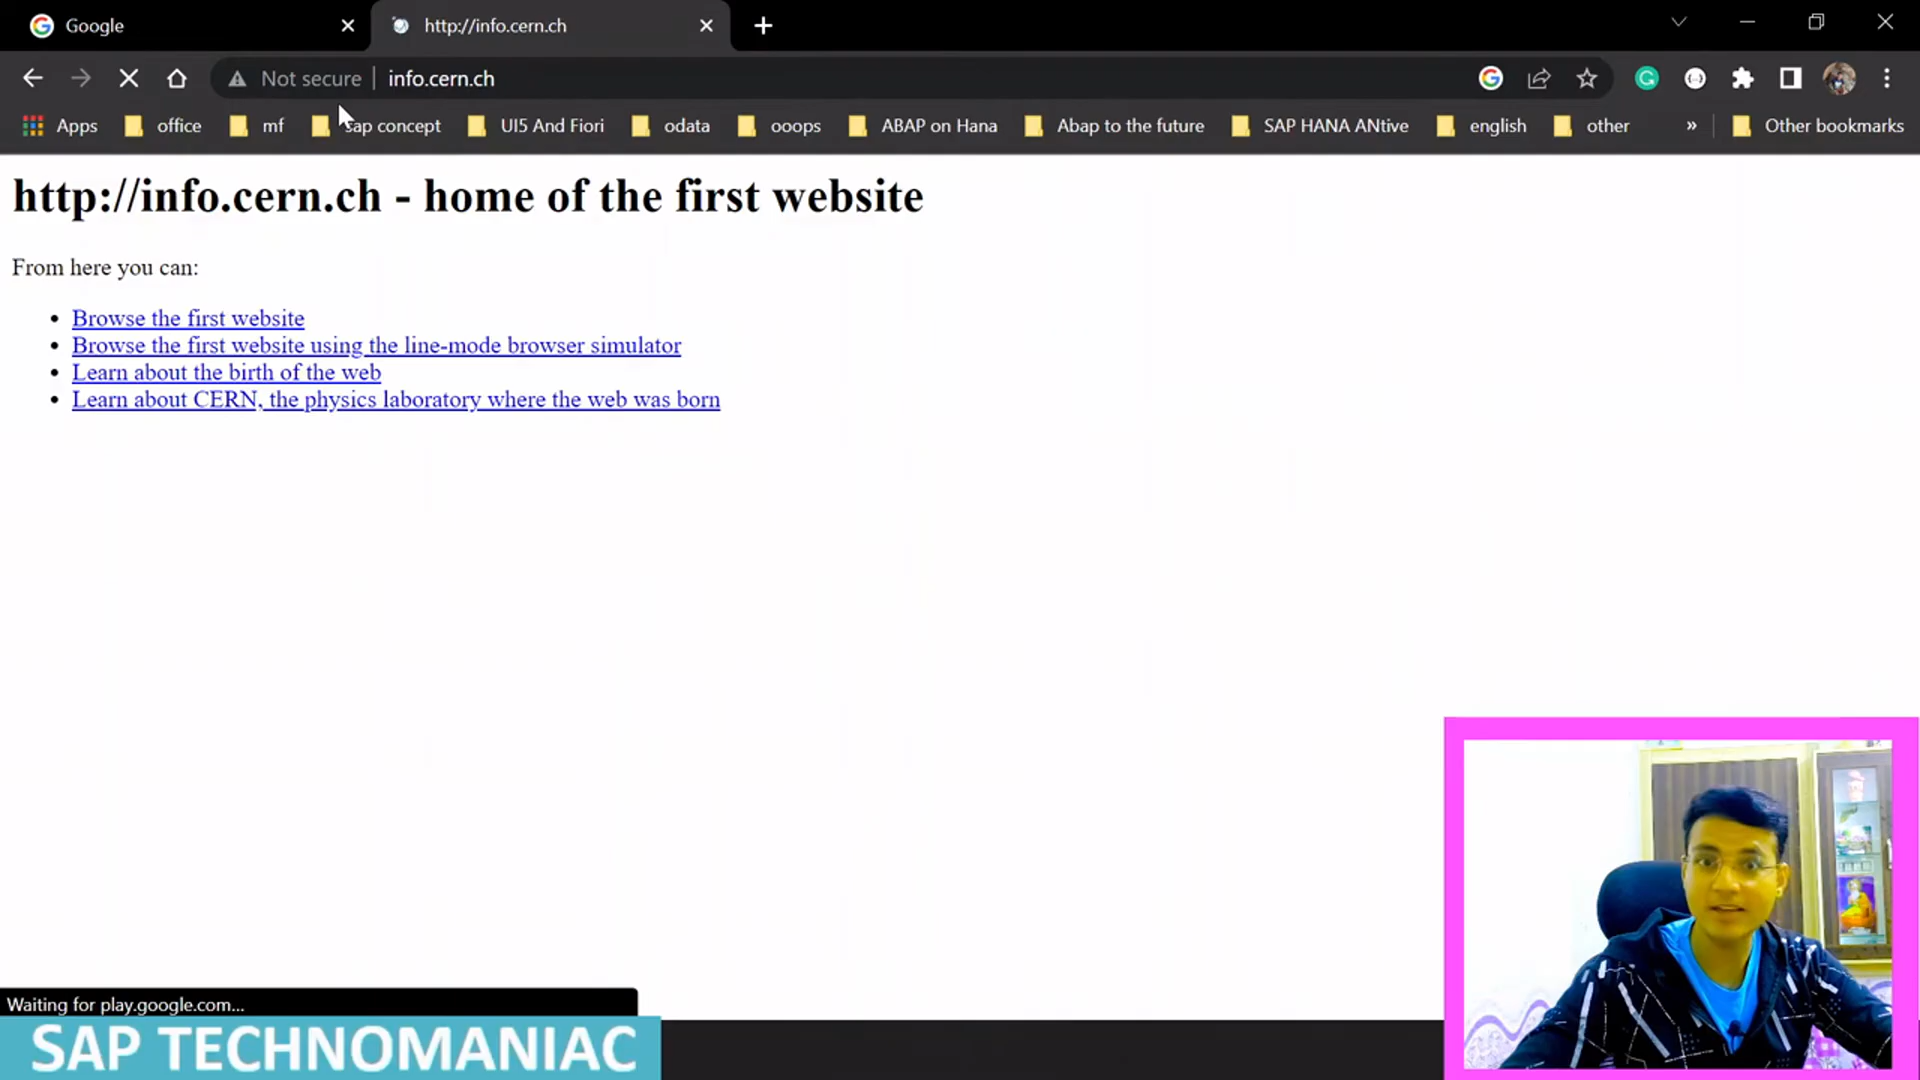 Google
http://info.cern.ch
Not secure
info.cern.ch
Apps
office
mf
sap concept
UI5 And Fiori
odata
ooops
ABAP on Hana
Abap to the future
SAP HANA ANtive
english
other
»
Other bookmarks
http://info.cern.ch - home of the first website
From here you can:
Browse the first website
Browse the first website using the line-mode browser simulator
Learn about the birth of the web
Learn about CERN, the physics laboratory where the web was born
Waiting for play.google.com...
SAP TECHNOMANIAC